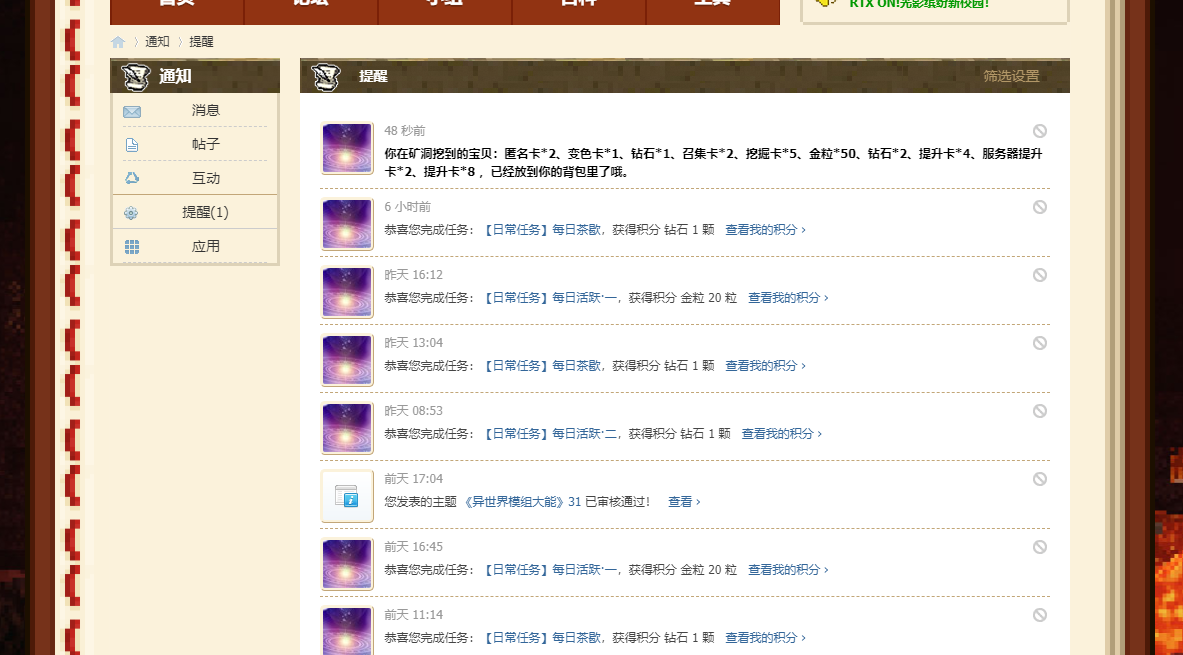 首页 论坛 小组 百科 工具
RTX ON!光影缤纷新校园!
通知 提醒
通知
消息
帖子
互动
提醒(1)
应用
提醒 筛选设置
48 秒前
你在矿洞挖到的宝贝：匿名卡*2、变色卡*1、钻石*1、召集卡*2、挖掘卡*5、金粒*50、钻石*2、提升卡*4、服务器提升
卡*2、提升卡*8 ，已经放到你的背包里了哦。
6 小时前
恭喜您完成任务：【日常任务】每日茶歇，获得积分 钻石 1 颗 查看我的积分 ›
昨天 16:12
恭喜您完成任务：【日常任务】每日活跃·一，获得积分 金粒 20 粒 查看我的积分 ›
昨天 13:04
恭喜您完成任务：【日常任务】每日茶歇，获得积分 钻石 1 颗 查看我的积分 ›
昨天 08:53
恭喜您完成任务：【日常任务】每日活跃·二，获得积分 钻石 1 颗 查看我的积分 ›
前天 17:04
您发表的主题 《异世界模组大能》31 已审核通过！ 查看 ›
前天 16:45
恭喜您完成任务：【日常任务】每日活跃·一，获得积分 金粒 20 粒 查看我的积分 ›
前天 11:14
恭喜您完成任务：【日常任务】每日茶歇，获得积分 钻石 1 颗 查看我的积分 ›